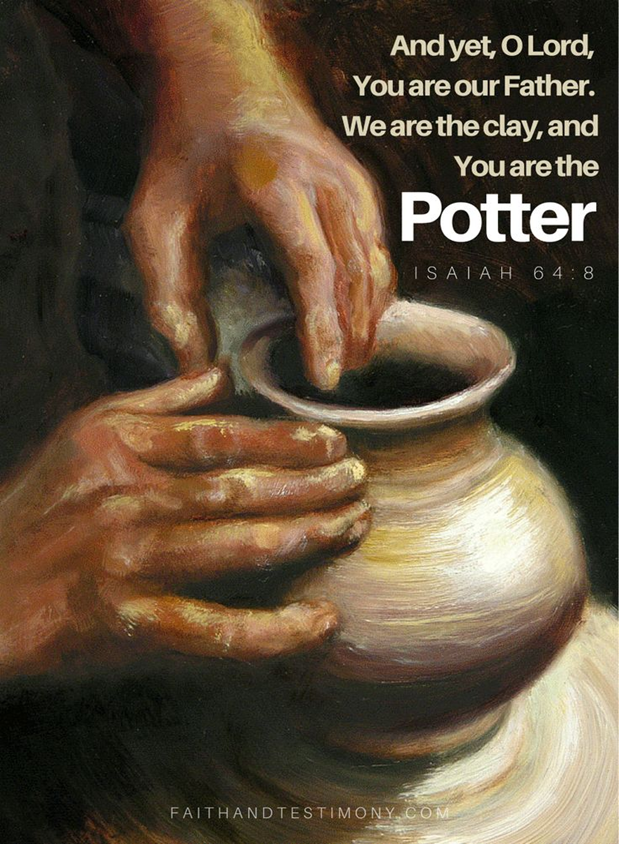 And yet, O Lord,
You are our Father.
We are the clay, and
You are the
Potter
ISAIAH 64:8
FAITHANDTESTIMONY.COM